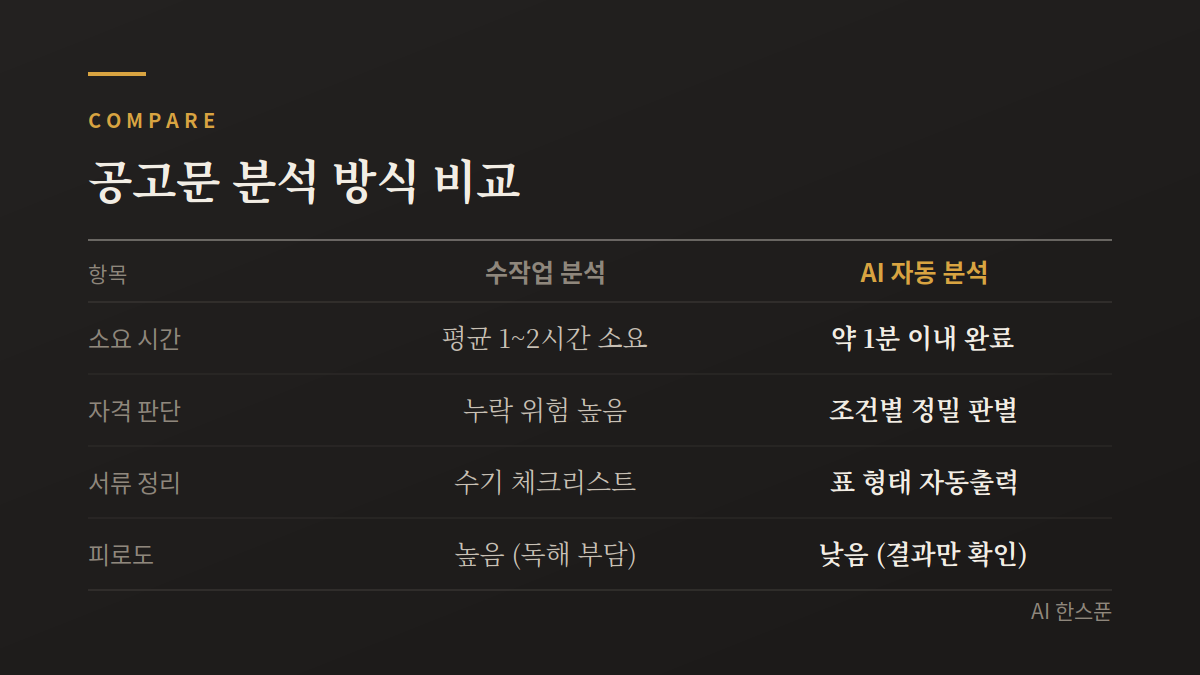 COMPARE
공고문 분석 방식 비교
항목 수작업 분석 AI 자동 분석
소요 시간 평균 1~2시간 소요 약 1분 이내 완료
자격 판단 누락 위험 높음 조건별 정밀 판별
서류 정리 수기 체크리스트 표 형태 자동출력
피로도 높음 (독해 부담) 낮음 (결과만 확인)
AI 한스푼